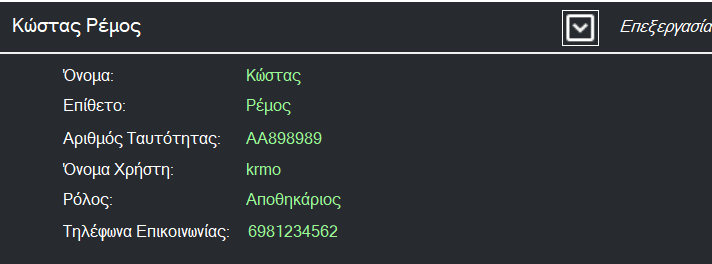 Κώστας Ρέμος Επεξεργασία
Όνομα: Κώστας
Επίθετο: Ρέμος
Αριθμός Ταυτότητας: ΑΑ898989
Όνομα Χρήστη: krmo
Ρόλος: Αποθηκάριος
Τηλέφωνα Επικοινωνίας: 6981234562